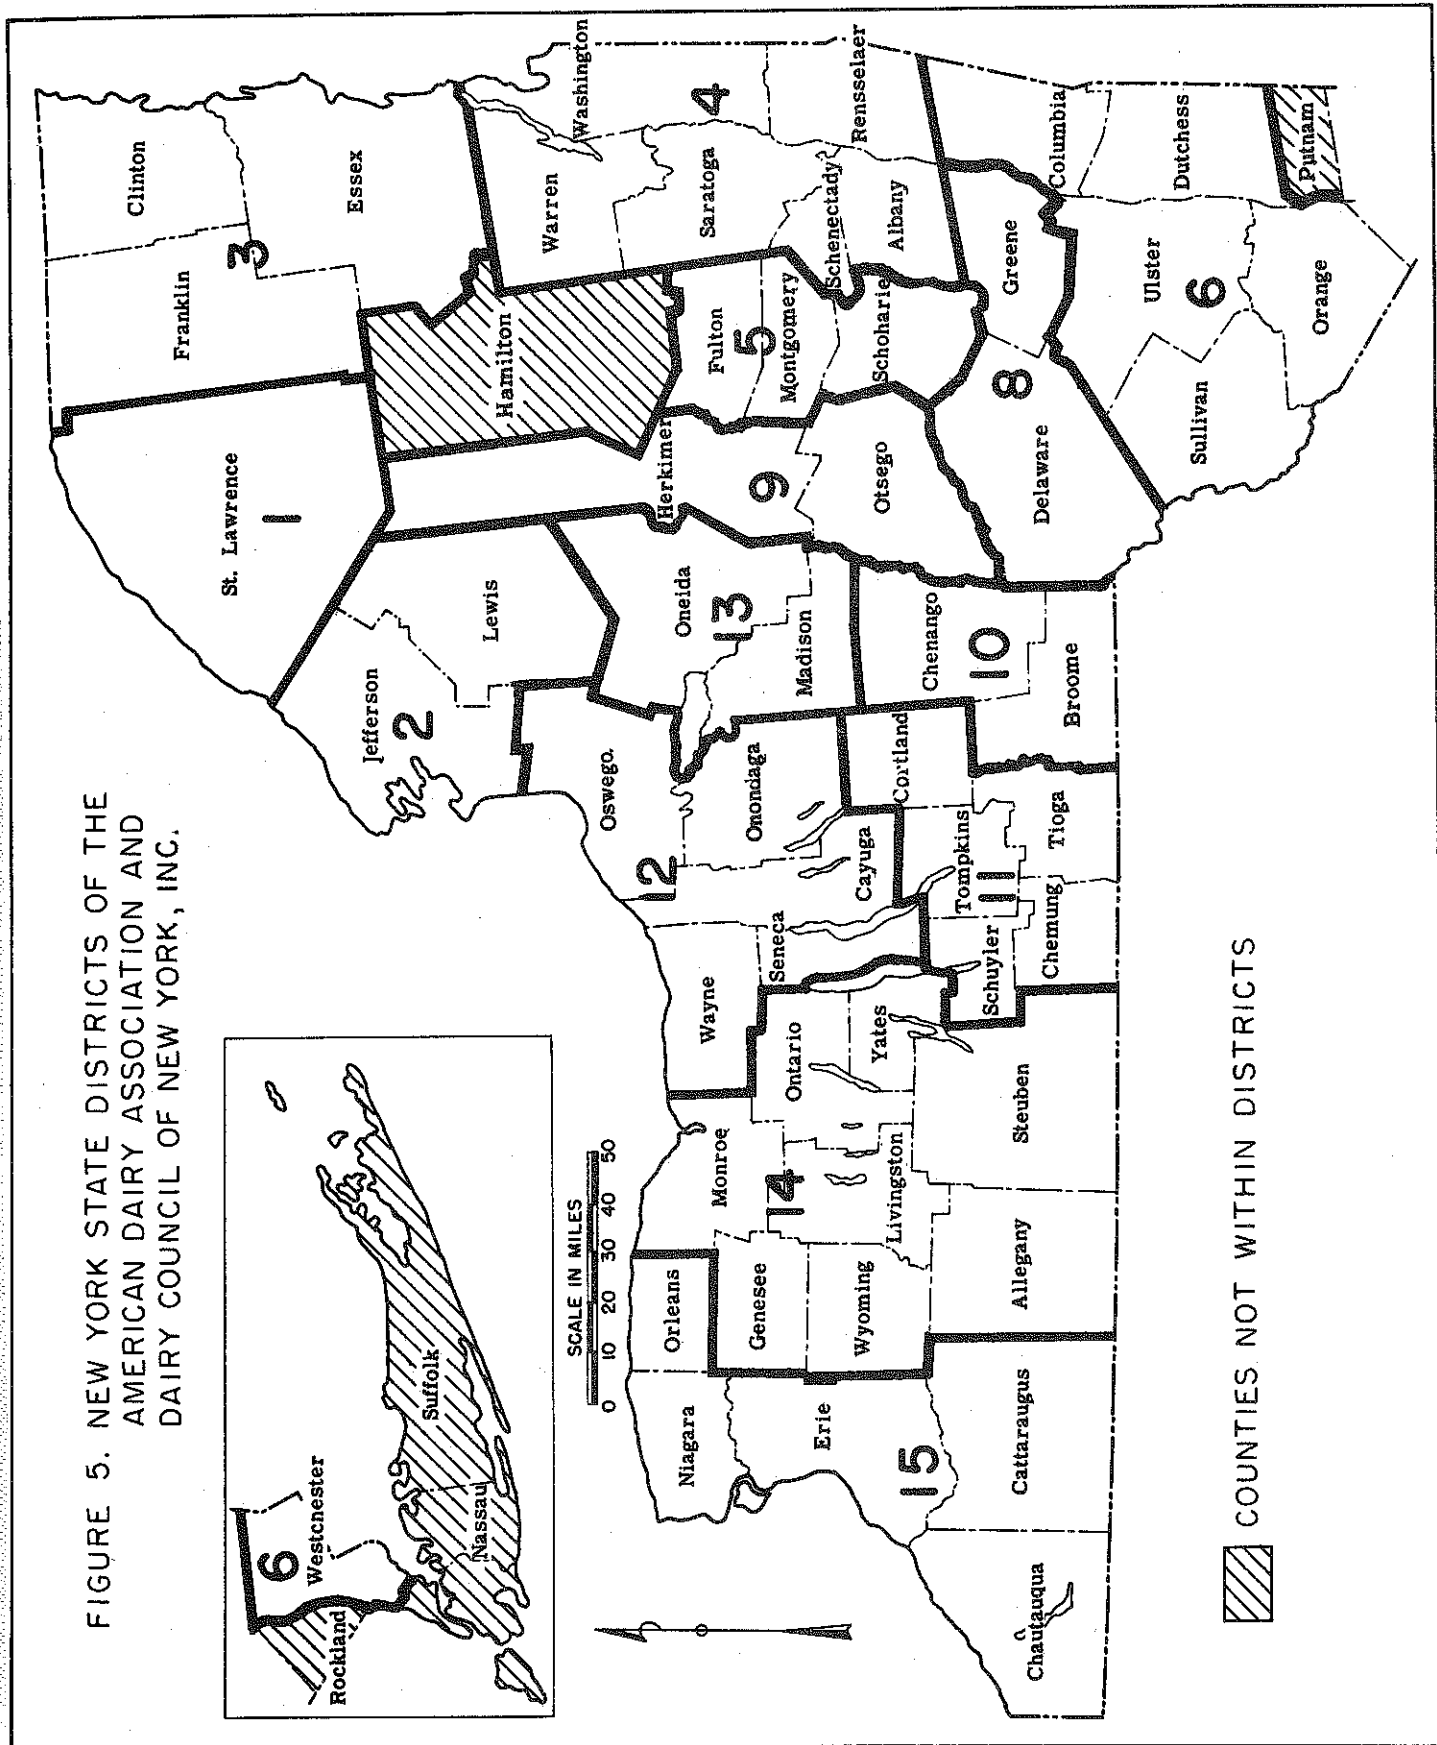 FIGURE 5. NEW YORK STATE DISTRICTS OF THE
AMERICAN DAIRY ASSOCIATION AND
DAIRY COUNCIL OF NEW YORK, INC.
6
Westcnester
Rockland
Nassau
Suffolk
SCALE IN MILES
0 10 20 30 40 50
Clinton
Franklin
3
Essex
St. Lawrence
1
Hamilton
Jefferson
2
Lewis
Warren
Washington
4
Saratoga
Fulton
5
Montgomery
Schenectady
Rensselaer
Albany
Schoharie
Herkimer
9
Otsego
Oneida
13
Madison
Oswego
12
Onondaga
Cayuga
Seneca
Wayne
Ontario
Yates
Monroe
14
Livingston
Genesee
Wyoming
Orleans
Niagara
Erie
15
Chautauqua
Cattaraugus
Allegany
Steuben
Schuyler
Chemung
11
Tompkins
Tioga
Cortland
Chenango
10
Broome
Delaware
8
Greene
Columbia
Dutchess
Putnam
Ulster
6
Sullivan
Orange
COUNTIES NOT WITHIN DISTRICTS